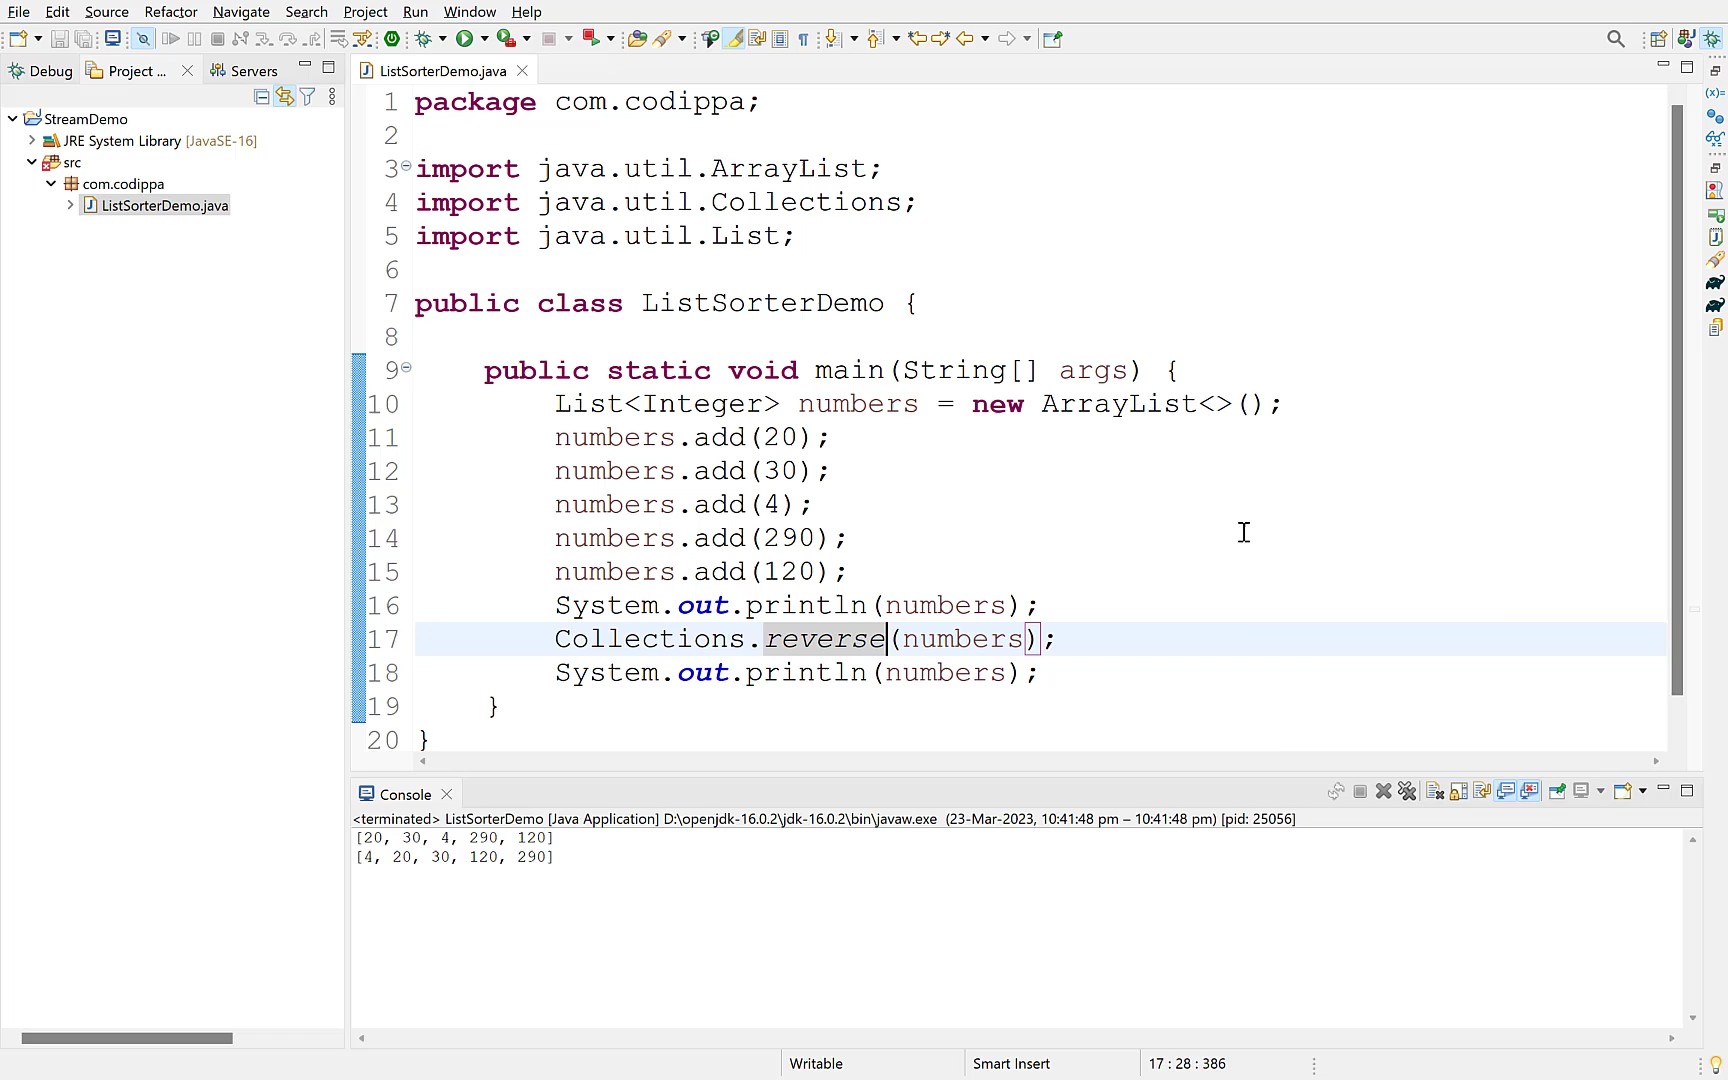 File Edit Source Refactor Navigate Search Project Run Window Help
Debug Project ... Servers
ListSorterDemo.java
StreamDemo
JRE System Library [JavaSE-16]
src
com.codippa
ListSorterDemo.java
1 package com.codippa;
2
3 import java.util.ArrayList;
4 import java.util.Collections;
5 import java.util.List;
6
7 public class ListSorterDemo {
8
9 public static void main(String[] args) {
10 List<Integer> numbers = new ArrayList<>();
11 numbers.add(20);
12 numbers.add(30);
13 numbers.add(4);
14 numbers.add(290);
15 numbers.add(120);
16 System.out.println(numbers);
17 Collections.reverse(numbers);
18 System.out.println(numbers);
19 }
20 }
Console
<terminated> ListSorterDemo [Java Application] D:\openjdk-16.0.2\jdk-16.0.2\bin\javaw.exe (23-Mar-2023, 10:41:48 pm – 10:41:48 pm) [pid: 25056]
[20, 30, 4, 290, 120]
[4, 20, 30, 120, 290]
Writable Smart Insert 17 : 28 : 386